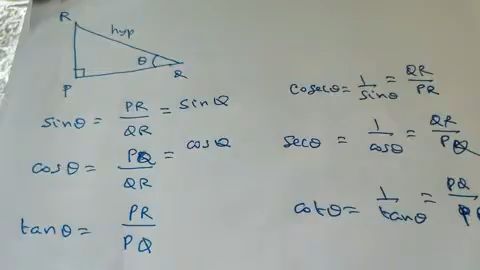 R
hyp
θ
P
Q
sinθ = PR/QR = sinQ
cosθ = PQ/QR = cosQ
tanθ = PR/PQ
cosecθ = 1/sinθ = QR/PR
secθ = 1/cosθ = QR/PQ
cotθ = 1/tanθ = PQ/